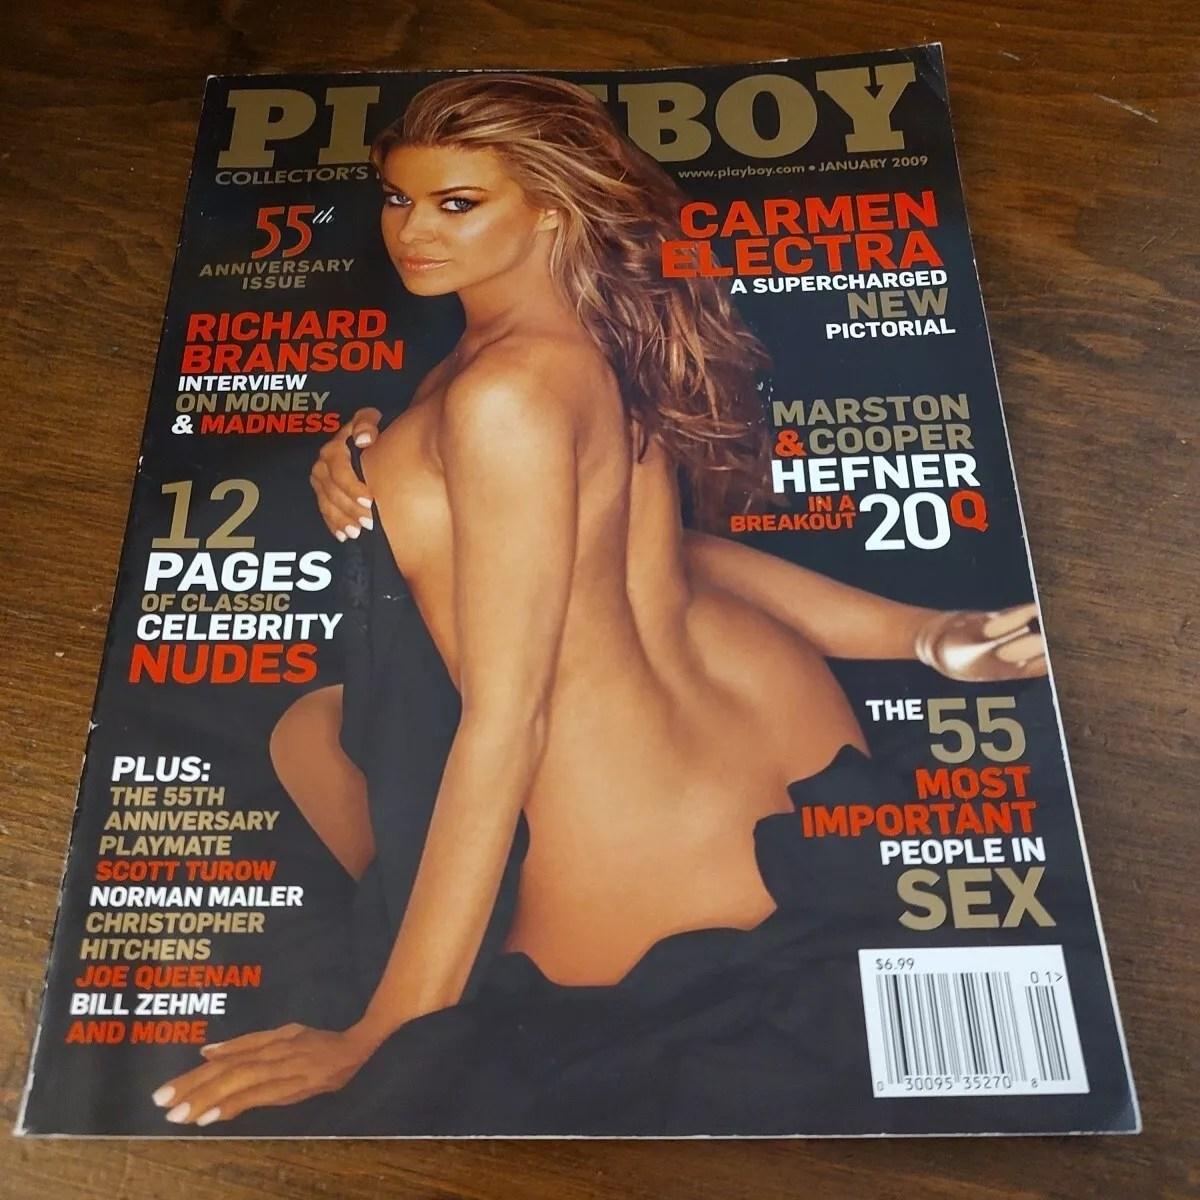 PL YBOY
COLLECTOR'S
www.playboy.com • JANUARY 2009
55th
ANNIVERSARY
ISSUE
CARMEN
ELECTRA
A SUPERCHARGED
NEW
PICTORIAL
RICHARD
BRANSON
INTERVIEW
ON MONEY
& MADNESS
MARSTON
& COOPER
HEFNER
IN A
BREAKOUT
20Q
12
PAGES
OF CLASSIC
CELEBRITY
NUDES
THE 55
MOST
IMPORTANT
PEOPLE IN
SEX
PLUS:
THE 55TH
ANNIVERSARY
PLAYMATE
SCOTT TUROW
NORMAN MAILER
CHRISTOPHER
HITCHENS
JOE QUEENAN
BILL ZEHME
AND MORE
$6.99
01>
0 30095 35270 8